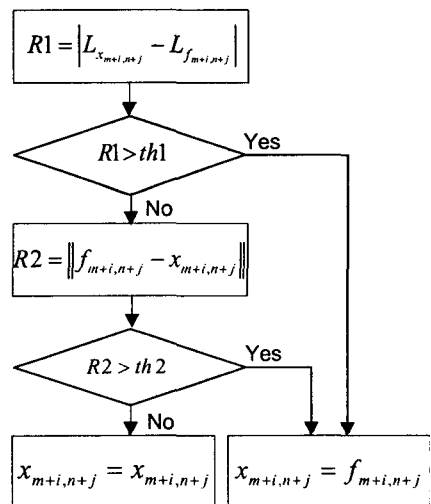 R1 = |L_{x_{m+i,n+j}} − L_{f_{m+i,n+j}}|
R1 > th1
Yes
No
R2 = ‖f_{m+i,n+j} − x_{m+i,n+j}‖
R2 > th2
Yes
No
x_{m+i,n+j} = x_{m+i,n+j}
x_{m+i,n+j} = f_{m+i,n+j}